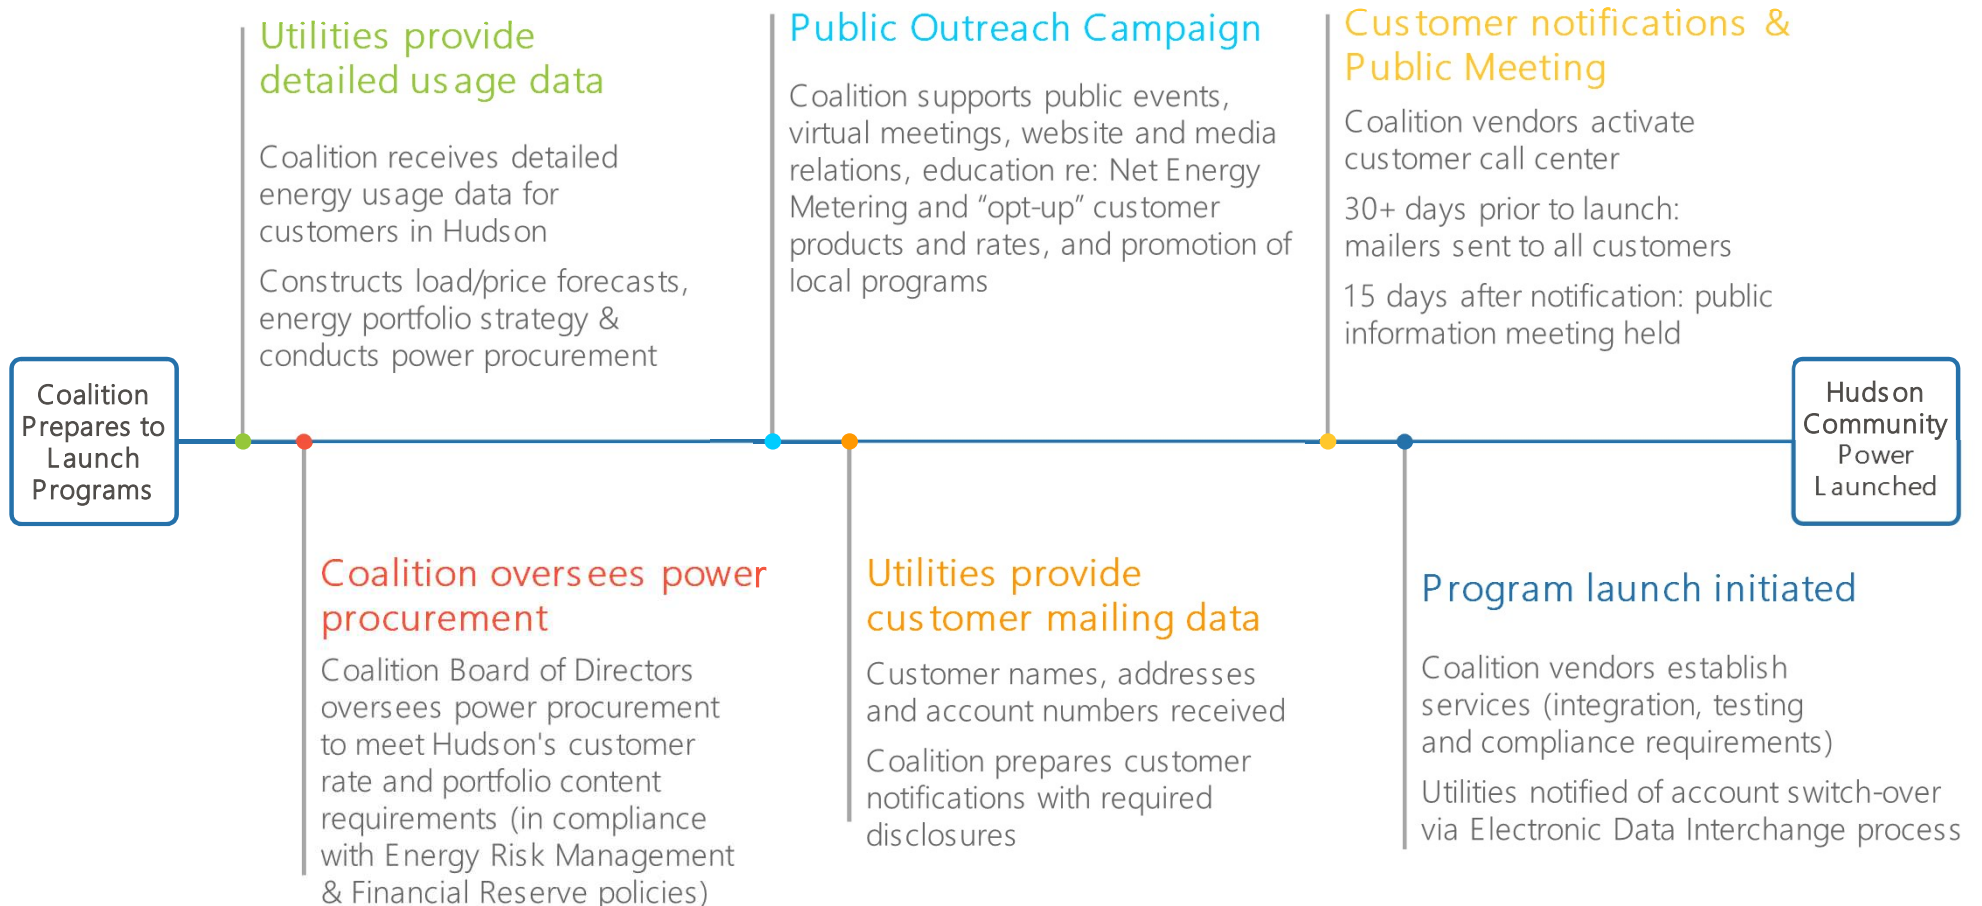 Coalition
Prepares to
Launch
Programs
Utilities provide
detailed usage data
Coalition receives detailed
energy usage data for
customers in Hudson
Constructs load/price forecasts,
energy portfolio strategy &
conducts power procurement
Coalition oversees power
procurement
Coalition Board of Directors
oversees power procurement
to meet Hudson's customer
rate and portfolio content
requirements (in compliance
with Energy Risk Management
& Financial Reserve policies)
Public Outreach Campaign
Coalition supports public events,
virtual meetings, website and media
relations, education re: Net Energy
Metering and “opt-up” customer
products and rates, and promotion of
local programs
Utilities provide
customer mailing data
Customer names, addresses
and account numbers received
Coalition prepares customer
notifications with required
disclosures
Customer notifications &
Public Meeting
Coalition vendors activate
customer call center
30+ days prior to launch:
mailers sent to all customers
15 days after notification: public
information meeting held
Program launch initiated
Coalition vendors establish
services (integration, testing
and compliance requirements)
Utilities notified of account switch-over
via Electronic Data Interchange process
Hudson
Community
Power
Launched